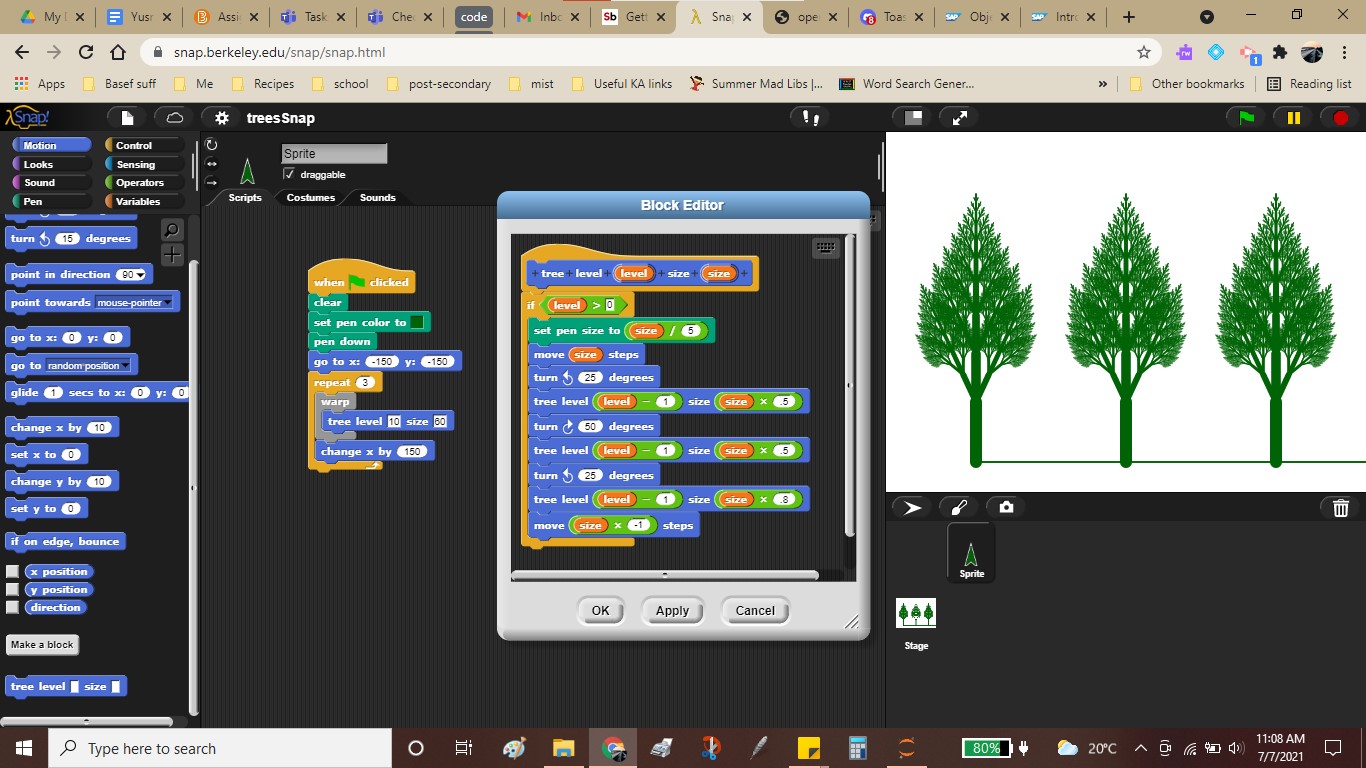 My l
Yusr
Assi
Task
Che
code
Inbc
Sb Gett
Snap
ope
Toas
Obje
Intro
snap.berkeley.edu/snap/snap.html
rw
1
Apps
Basef suff
Me
Recipes
school
post-secondary
mist
Useful KA links
Summer Mad Libs |...
Word Search Gener...
»
Other bookmarks
Reading list
Snap!
treesSnap
Motion
Control
Looks
Sensing
Sound
Operators
Pen
Variables
Sprite
draggable
Scripts
Costumes
Sounds
turn 15 degrees
point in direction 90
point towards mouse-pointer
go to x: 0 y: 0
go to random position
glide 1 secs to x: 0 y: 0
change x by 10
set x to 0
change y by 10
set y to 0
if on edge, bounce
x position
y position
direction
Make a block
tree level size
when clicked
clear
set pen color to
pen down
go to x: -150 y: -150
repeat 3
warp
tree level 10 size 60
change x by 150
Block Editor
+ tree + level + level + size + size +
if level > 0
set pen size to size / 5
move size steps
turn 25 degrees
tree level level − 1 size size × .5
turn 50 degrees
tree level level − 1 size size × .5
turn 25 degrees
tree level level − 1 size size × .8
move size × -1 steps
OK
Apply
Cancel
Sprite
Stage
Type here to search
80%
20°C
11:08 AM
7/7/2021